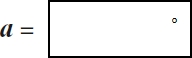 a = °